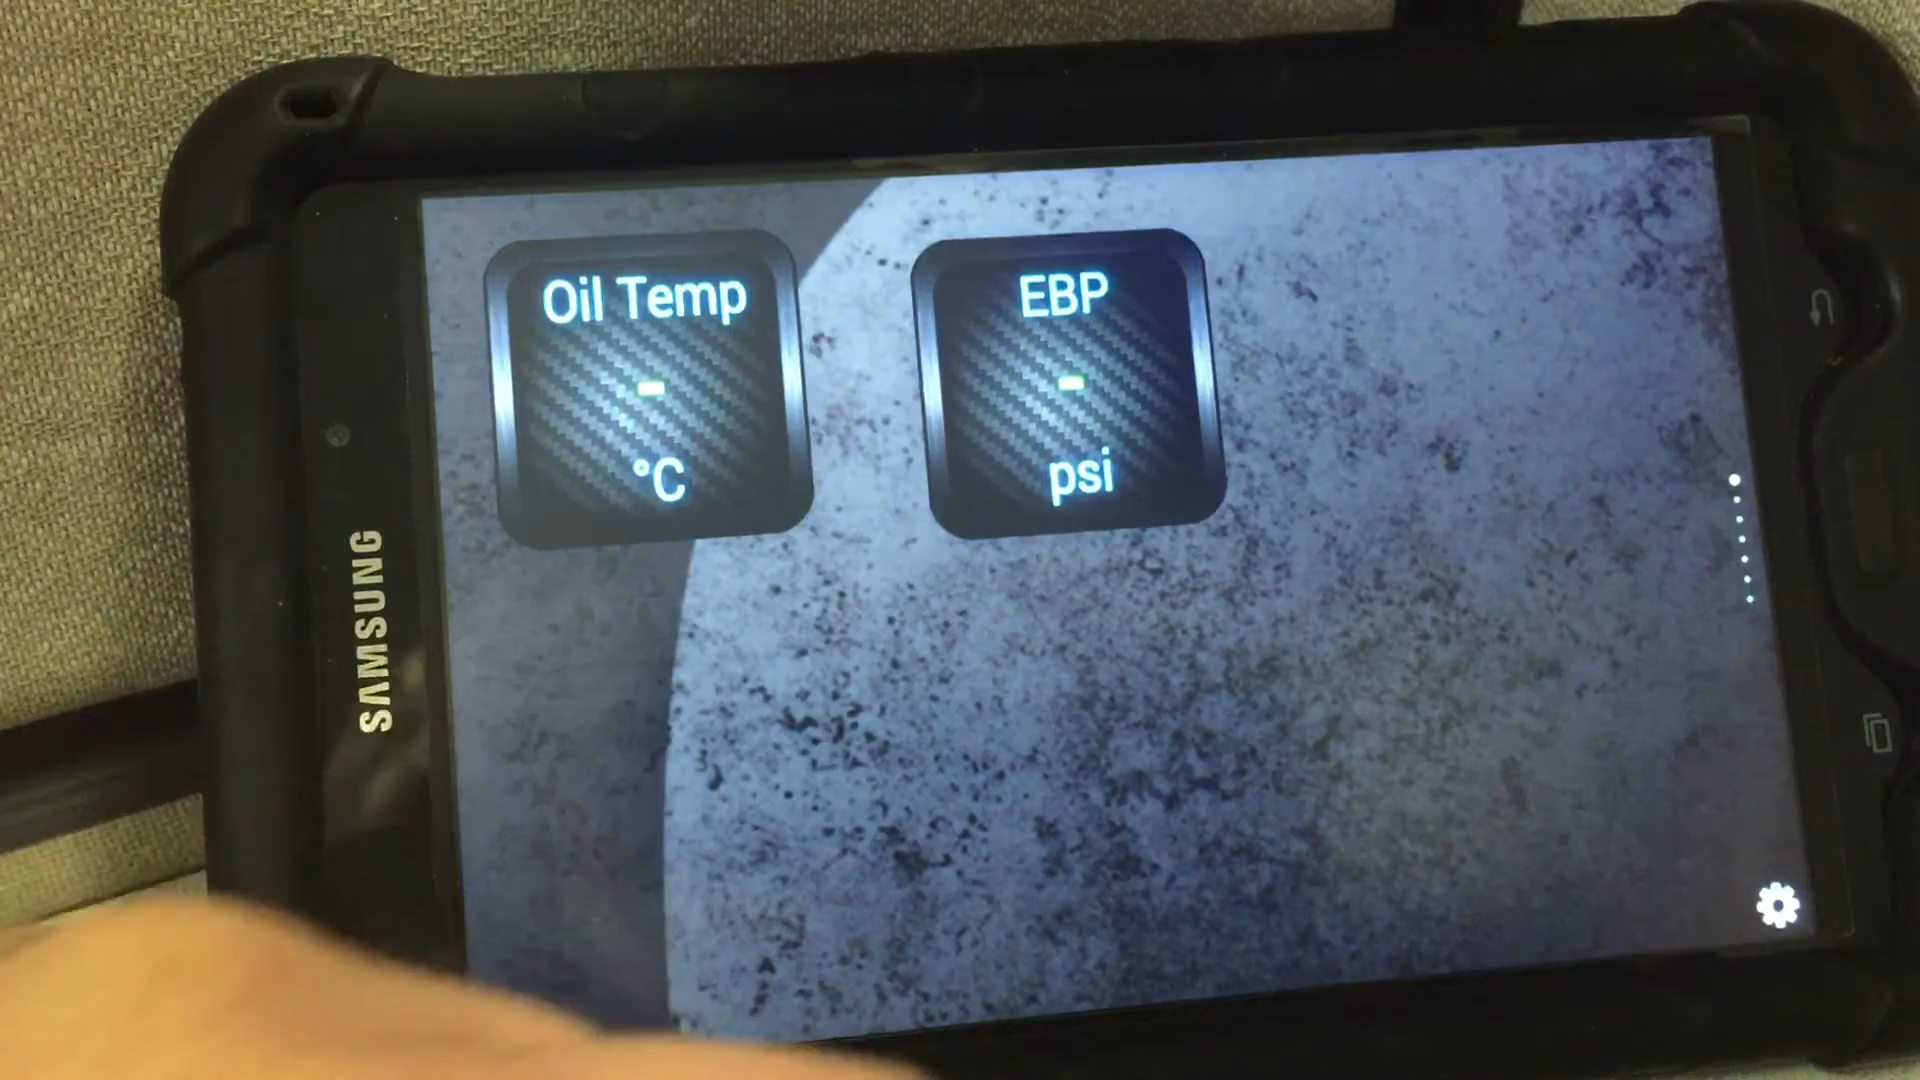 Oil Temp
-
°C
EBP
-
psi
SAMSUNG